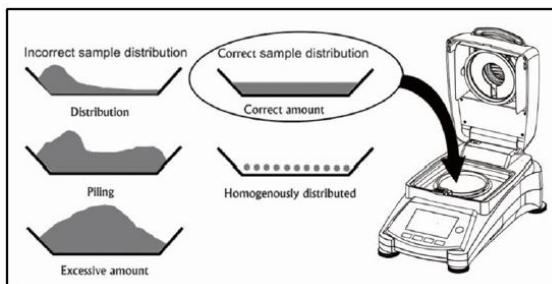 Incorrect sample distribution
Distribution
Piling
Excessive amount
Correct sample distribution
Correct amount
Homogenously distributed